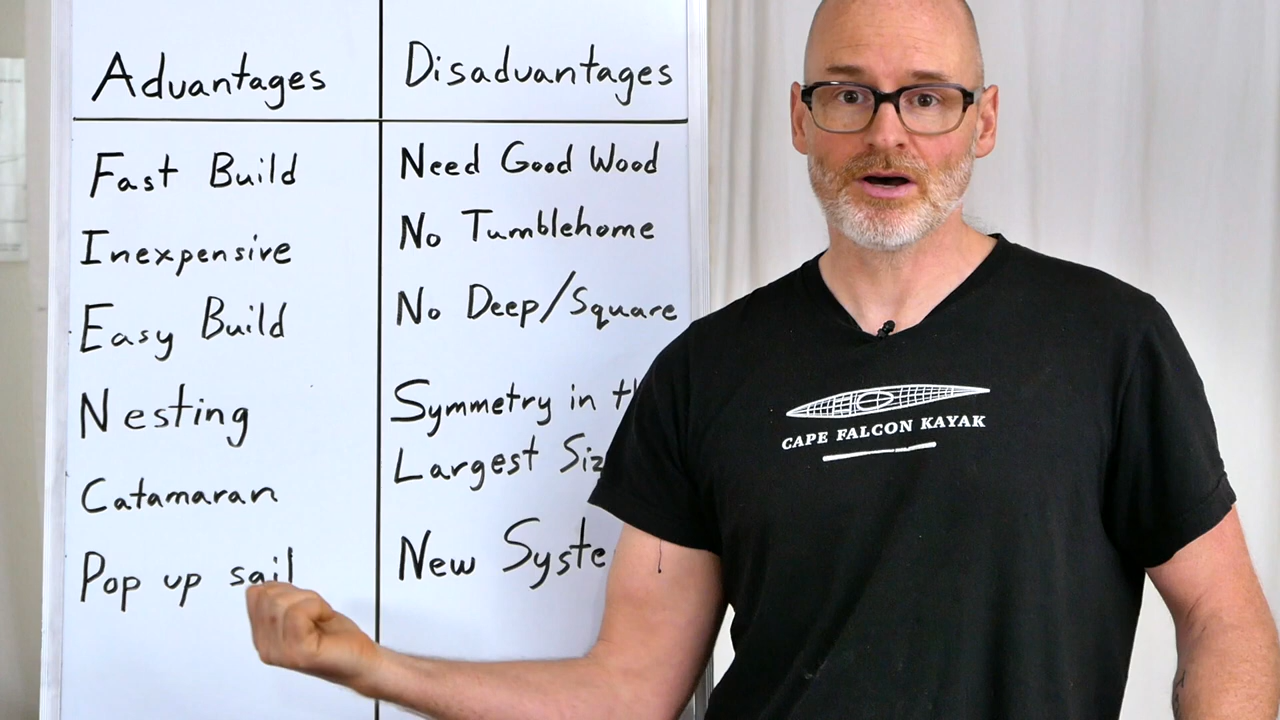 Advantages
Disadvantages
Fast Build
Need Good Wood
Inexpensive
No Tumblehome
Easy Build
No Deep/Square
Nesting
Symmetry in
Largest
Catamaran
Pop up sail
New
CAPE FALCON KAYAK